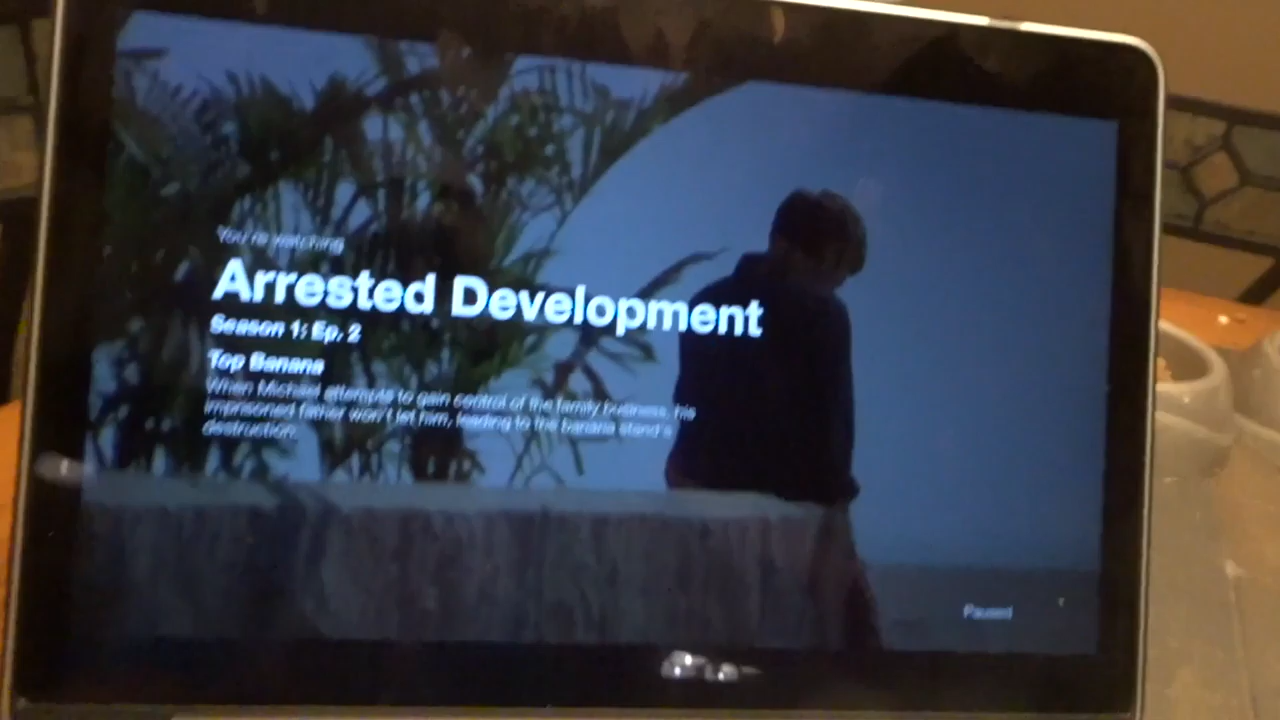 You're watching
Arrested Development
Season 1: Ep. 2
Top Banana
When Michael attempts to gain control of the family business, his
imprisoned father won't let him, leading to the banana stand's
destruction.
Paused